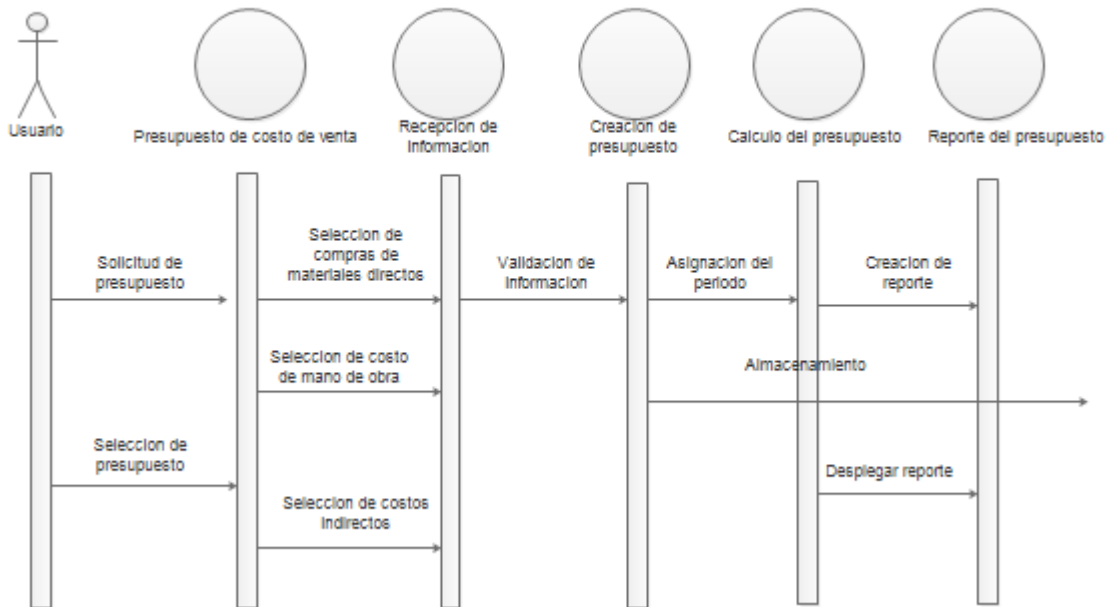 Usuario
Presupuesto de costo de venta
Recepcion de
Informacion
Creacion de
presupuesto
Calculo del presupuesto
Reporte del presupuesto
Solicitud de
presupuesto
Seleccion de
compras de
materiales directos
Validacion de
Informacion
Asignacion del
periodo
Creacion de
reporte
Seleccion de costo
de mano de obra
Almacenamiento
Seleccion de
presupuesto
Desplegar reporte
Seleccion de costos
Indirectos